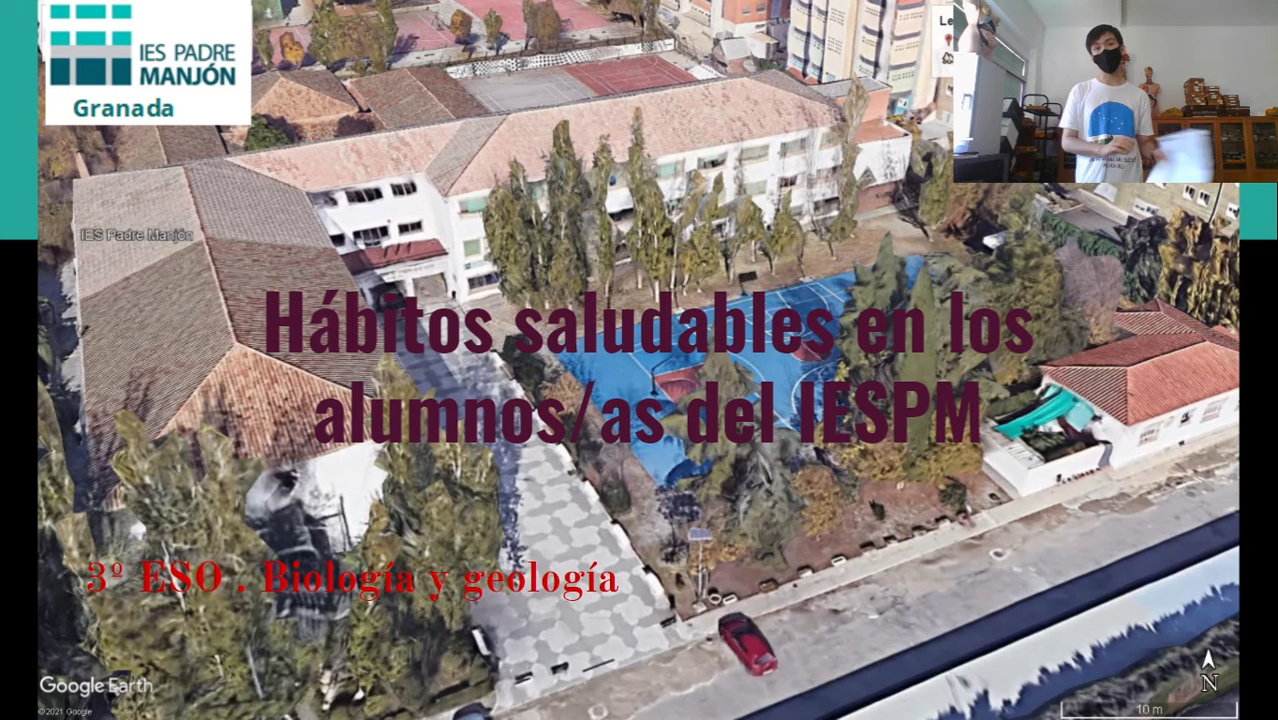 IES PADRE
MANJÓN
Granada
Le
IES Padre Manjón
Hábitos saludables en los
alumnos/as del IESPM
3º ESO . Biología y geología
Google Earth
©2021 Google
N
10 m